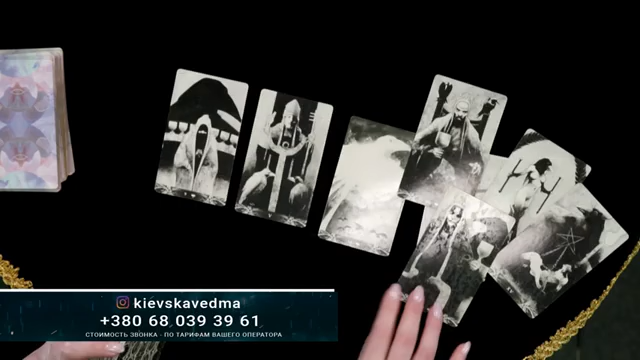 kievskavedma
+380 68 039 39 61
СТОИМОСТЬ ЗВОНКА - ПО ТАРИФАМ ВАШЕГО ОПЕРАТОРА